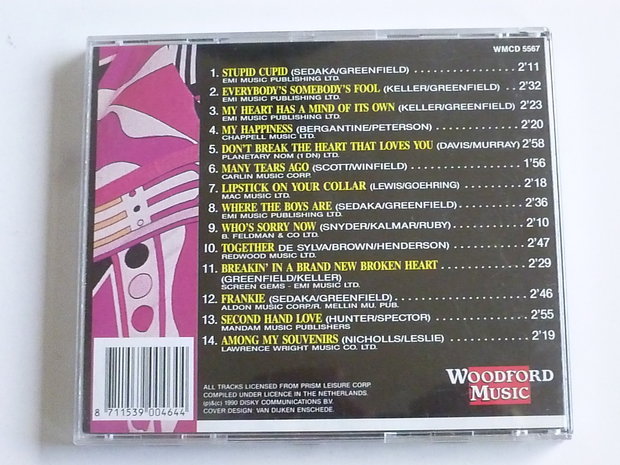 WMCD 5567
1. STUPID CUPID (SEDAKA/GREENFIELD) . . . . . . . . . . . . . . . 2'11
EMI MUSIC PUBLISHING LTD.
2. EVERYBODY'S SOMEBODY'S FOOL (KELLER/GREENFIELD) . . 2'32
EMI MUSIC PUBLISHING LTD.
3. MY HEART HAS A MIND OF ITS OWN (KELLER/GREENFIELD) 2'23
EMI MUSIC PUBLISHING LTD.
4. MY HAPPINESS (BERGANTINE/PETERSON) . . . . . . . . . . . . 2'20
CHAPPELL MUSIC LTD.
5. DON'T BREAK THE HEART THAT LOVES YOU (DAVIS/MURRAY) 2'58
PLANETARY NOM (1 DN) LTD.
6. MANY TEARS AGO (SCOTT/WINFIELD) . . . . . . . . . . . . . . 1'56
CARLIN MUSIC CORP.
7. LIPSTICK ON YOUR COLLAR (LEWIS/GOEHRING) . . . . . . . . 2'18
MAC MUSIC LTD.
8. WHERE THE BOYS ARE (SEDAKA/GREENFIELD) . . . . . . . . . 2'36
EMI MUSIC PUBLISHING LTD.
9. WHO'S SORRY NOW (SNYDER/KALMAR/RUBY) . . . . . . . . . 2'10
B. FELDMAN & CO LTD.
10. TOGETHER DE SYLVA/BROWN/HENDERSON) . . . . . . . . . . 2'47
REDWOOD MUSIC LTD.
11. BREAKIN' IN A BRAND NEW BROKEN HEART . . . . . . . . . . 2'29
(GREENFIELD/KELLER)
SCREEN GEMS - EMI MUSIC LTD.
12. FRANKIE (SEDAKA/GREENFIELD) . . . . . . . . . . . . . . . . . 2'46
ALDON MUSIC CORP/R. MELLIN MU. PUB.
13. SECOND HAND LOVE (HUNTER/SPECTOR) . . . . . . . . . . . 2'55
MANDAM MUSIC PUBLISHERS
14. AMONG MY SOUVENIRS (NICHOLLS/LESLIE) . . . . . . . . . . 2'19
LAWRENCE WRIGHT MUSIC CO. LTD.
8 711539 004644
ALL TRACKS LICENSED FROM PRISM LEISURE CORP.
COMPILED UNDER LICENCE IN THE NETHERLANDS.
(p)&(c) 1990 DISKY COMMUNICATIONS B.V.
COVER DESIGN: VAN DIJKEN ENSCHEDE.
WOODFORD
MUSIC